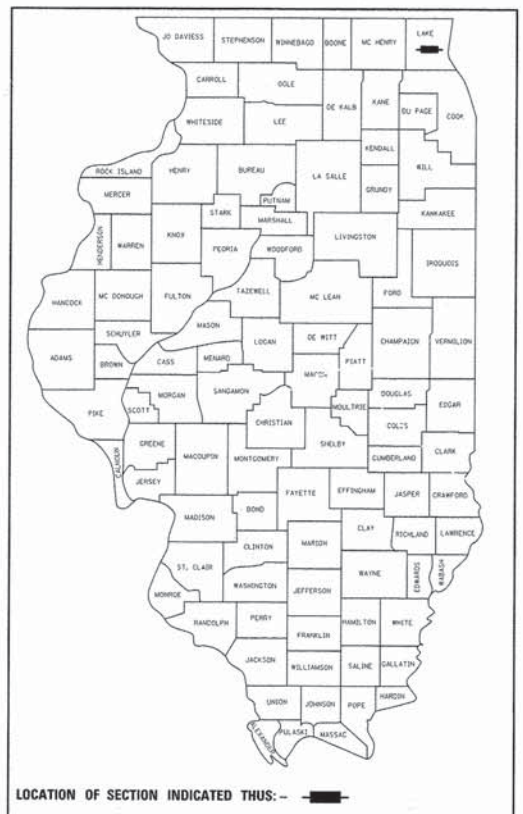 JO DAVIESS STEPHENSON WINNEBAGO BOONE MC HENRY LAKE
CARROLL OGLE DE KALB KANE DU PAGE COOK
WHITESIDE LEE KENDALL WILL
ROCK ISLAND HENRY BUREAU LA SALLE GRUNDY
MERCER PUTNAM KANKAKEE
HENDERSON WARREN KNOX STARK MARSHALL LIVINGSTON
PEORIA WOODFORD IROQUOIS
HANCOCK MC DONOUGH FULTON TAZEWELL MC LEAN FORD
SCHUYLER MASON LOGAN DE WITT CHAMPAIGN VERMILION
ADAMS BROWN CASS MENARD PIATT
PIKE SCOTT MORGAN SANGAMON MOULTRIE DOUGLAS EDGAR
CHRISTIAN
GREENE MACOUPIN MONTGOMERY SHELBY CUMBERLAND CLARK
CALHOUN JERSEY FAYETTE EFFINGHAM JASPER CRAWFORD
MADISON BOND CLAY RICHLAND LAWRENCE
CLINTON MARION
ST. CLAIR WAYNE EDWARDS WABASH
MONROE WASHINGTON JEFFERSON
RANDOLPH PERRY HAMILTON WHITE
FRANKLIN
JACKSON WILLIAMSON SALINE GALLATIN
UNION JOHNSON POPE HARDIN
ALEXANDER PULASKI MASSAC
LOCATION OF SECTION INDICATED THUS: -